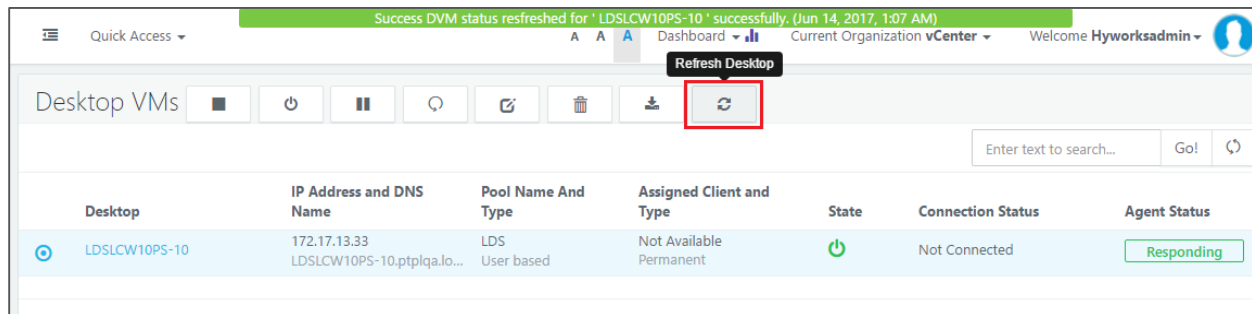 Success DVM status resfreshed for ' LDSLCW10PS-10 ' successfully. (Jun 14, 2017, 1:07 AM)
Quick Access
A A A Dashboard Current Organization vCenter Welcome Hyworksadmin
Refresh Desktop
Desktop VMs
Enter text to search... Go!
IP Address and DNS Pool Name And Assigned Client and
Desktop Name Type Type State Connection Status Agent Status
LDSLCW10PS-10 172.17.13.33 LDS Not Available Not Connected Responding
LDSLCW10PS-10.ptplqa.lo... User based Permanent